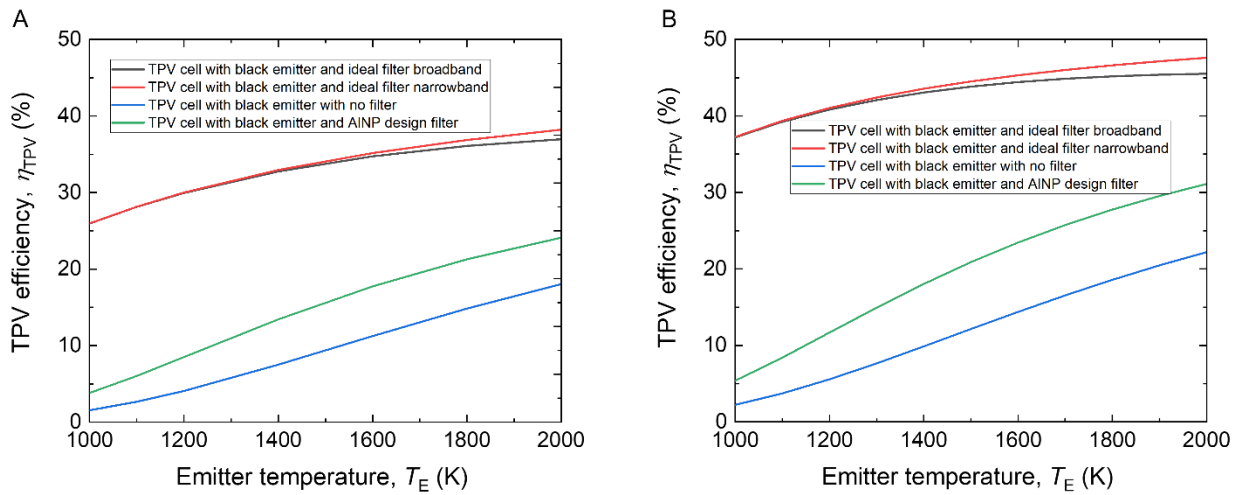 A
50
40
30
20
10
0
TPV efficiency, ηTPV (%)
TPV cell with black emitter and ideal filter broadband
TPV cell with black emitter and ideal filter narrowband
TPV cell with black emitter with no filter
TPV cell with black emitter and AINP design filter
1000 1200 1400 1600 1800 2000
Emitter temperature, TE (K)
B
50
40
30
20
10
0
TPV efficiency, ηTPV (%)
TPV cell with black emitter and ideal filter broadband
TPV cell with black emitter and ideal filter narrowband
TPV cell with black emitter with no filter
TPV cell with black emitter and AINP design filter
1000 1200 1400 1600 1800 2000
Emitter temperature, TE (K)